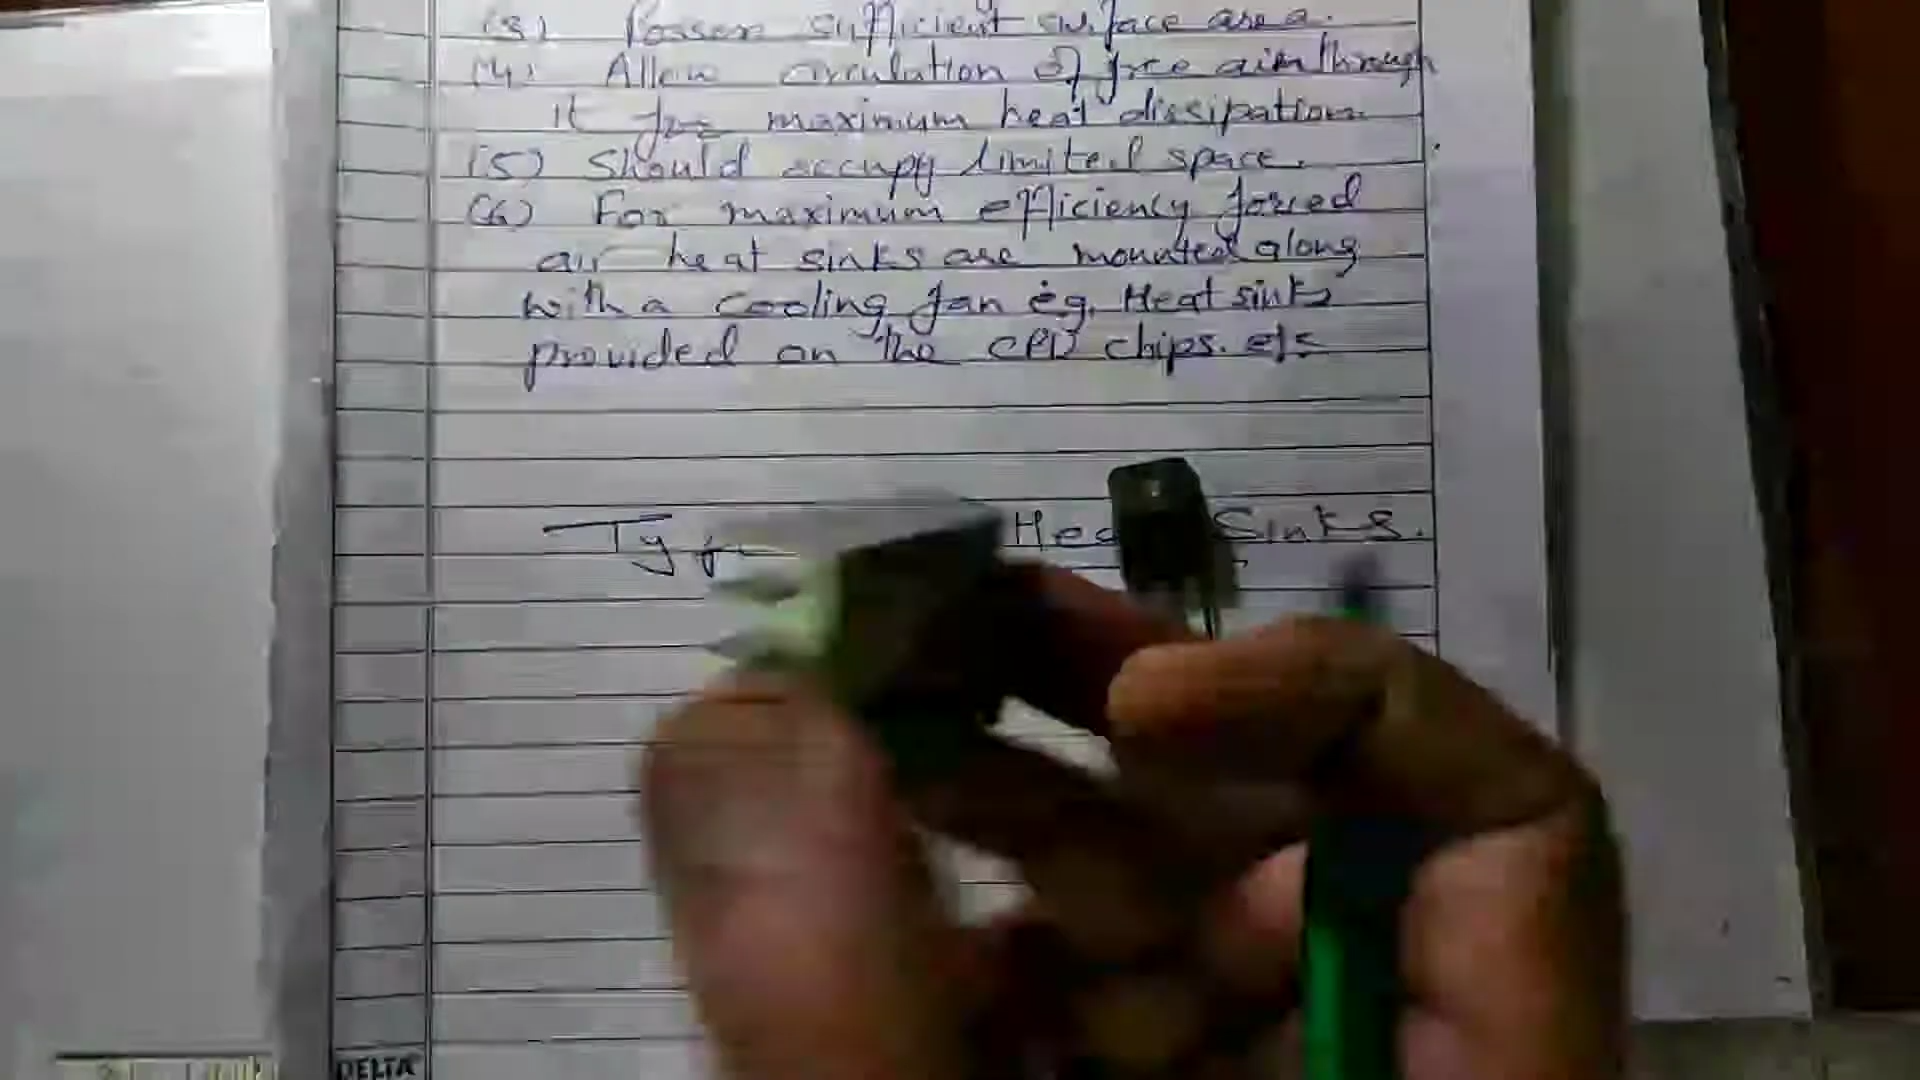 (3) Possess sufficient surface area.
(4) Allow circulation of free air through
it for maximum heat dissipation.
(5) Should occupy limited space.
(6) For maximum efficiency forced
air heat sinks are mounted along
with a cooling fan eg. Heat sinks
provided on the CPU chips. etc
Ty Hea Sinks.
DELTA